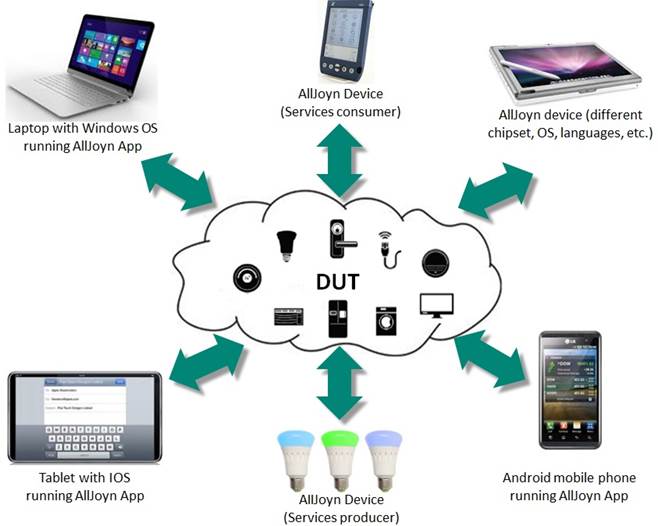 AllJoyn Device
(Services consumer)
Laptop with Windows OS
running AllJoyn App
AllJoyn device (different
chipset, OS, languages, etc.)
DUT
LG
Tablet with IOS
running AllJoyn App
AllJoyn Device
(Services producer)
Android mobile phone
running AllJoyn App